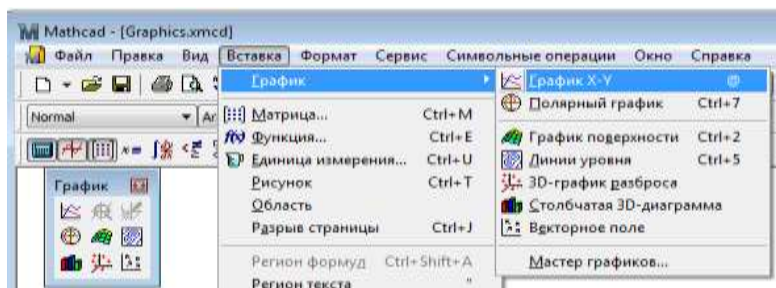 Mathcad - [Graphics.xmcd]
Файл Правка Вид Вставка Формат Сервис Символьные операции Окно Справка
График
График X-Y @
Полярный график Ctrl+7
График поверхности Ctrl+2
Линии уровня Ctrl+5
3D-график разброса
Столбчатая 3D-диаграмма
Векторное поле
Мастер графиков...
Normal Ar
Матрица... Ctrl+M
Функция... Ctrl+E
Единица измерения... Ctrl+U
Рисунок Ctrl+T
Область
Разрыв страницы Ctrl+J
Регион формул Ctrl+Shift+A
Регион текста "
График